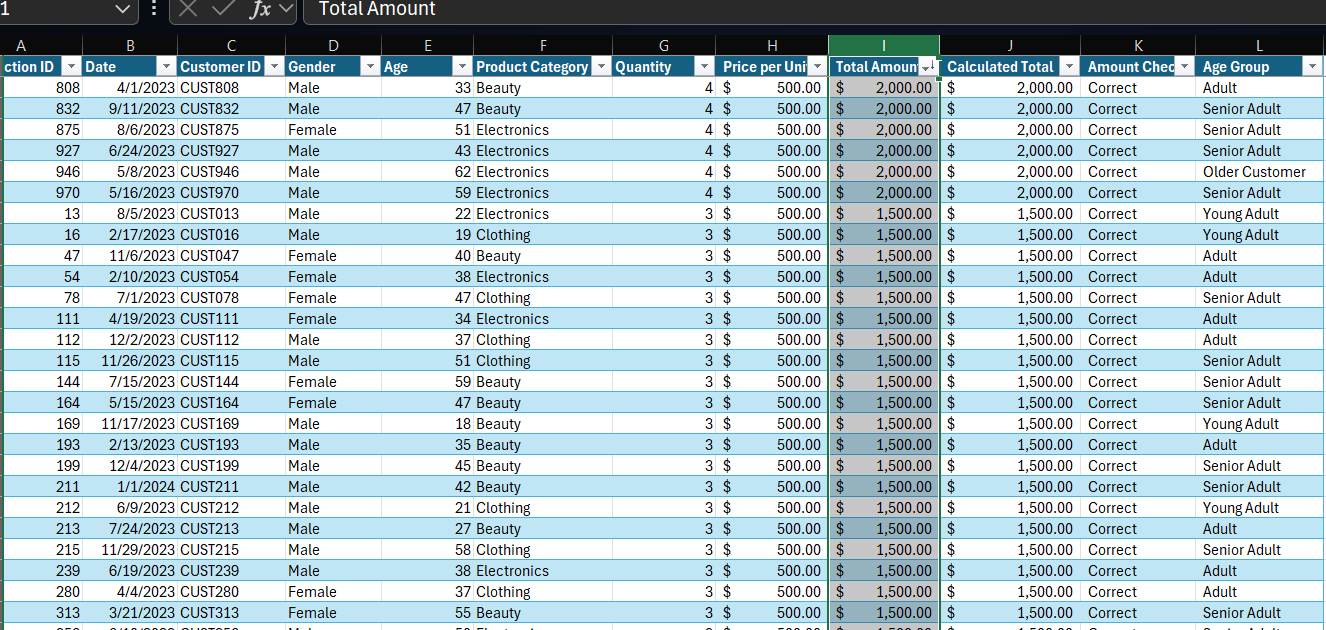 1 fx Total Amount
A B C D E F G H I J K L
ction ID Date Customer ID Gender Age Product Category Quantity Price per Uni Total Amoun Calculated Total Amount Chec Age Group
808 4/1/2023 CUST808 Male 33 Beauty 4 $ 500.00 $ 2,000.00 $ 2,000.00 Correct Adult
832 9/11/2023 CUST832 Male 47 Beauty 4 $ 500.00 $ 2,000.00 $ 2,000.00 Correct Senior Adult
875 8/6/2023 CUST875 Female 51 Electronics 4 $ 500.00 $ 2,000.00 $ 2,000.00 Correct Senior Adult
927 6/24/2023 CUST927 Male 43 Electronics 4 $ 500.00 $ 2,000.00 $ 2,000.00 Correct Senior Adult
946 5/8/2023 CUST946 Male 62 Electronics 4 $ 500.00 $ 2,000.00 $ 2,000.00 Correct Older Customer
970 5/16/2023 CUST970 Male 59 Electronics 4 $ 500.00 $ 2,000.00 $ 2,000.00 Correct Senior Adult
13 8/5/2023 CUST013 Male 22 Electronics 3 $ 500.00 $ 1,500.00 $ 1,500.00 Correct Young Adult
16 2/17/2023 CUST016 Male 19 Clothing 3 $ 500.00 $ 1,500.00 $ 1,500.00 Correct Young Adult
47 11/6/2023 CUST047 Female 40 Beauty 3 $ 500.00 $ 1,500.00 $ 1,500.00 Correct Adult
54 2/10/2023 CUST054 Female 38 Electronics 3 $ 500.00 $ 1,500.00 $ 1,500.00 Correct Adult
78 7/1/2023 CUST078 Female 47 Clothing 3 $ 500.00 $ 1,500.00 $ 1,500.00 Correct Senior Adult
111 4/19/2023 CUST111 Female 34 Electronics 3 $ 500.00 $ 1,500.00 $ 1,500.00 Correct Adult
112 12/2/2023 CUST112 Male 37 Clothing 3 $ 500.00 $ 1,500.00 $ 1,500.00 Correct Adult
115 11/26/2023 CUST115 Male 51 Clothing 3 $ 500.00 $ 1,500.00 $ 1,500.00 Correct Senior Adult
144 7/15/2023 CUST144 Female 59 Beauty 3 $ 500.00 $ 1,500.00 $ 1,500.00 Correct Senior Adult
164 5/15/2023 CUST164 Female 47 Beauty 3 $ 500.00 $ 1,500.00 $ 1,500.00 Correct Senior Adult
169 11/17/2023 CUST169 Male 18 Beauty 3 $ 500.00 $ 1,500.00 $ 1,500.00 Correct Young Adult
193 2/13/2023 CUST193 Male 35 Beauty 3 $ 500.00 $ 1,500.00 $ 1,500.00 Correct Adult
199 12/4/2023 CUST199 Male 45 Beauty 3 $ 500.00 $ 1,500.00 $ 1,500.00 Correct Senior Adult
211 1/1/2024 CUST211 Male 42 Beauty 3 $ 500.00 $ 1,500.00 $ 1,500.00 Correct Senior Adult
212 6/9/2023 CUST212 Male 21 Clothing 3 $ 500.00 $ 1,500.00 $ 1,500.00 Correct Young Adult
213 7/24/2023 CUST213 Male 27 Beauty 3 $ 500.00 $ 1,500.00 $ 1,500.00 Correct Adult
215 11/29/2023 CUST215 Male 58 Clothing 3 $ 500.00 $ 1,500.00 $ 1,500.00 Correct Senior Adult
239 6/19/2023 CUST239 Male 38 Electronics 3 $ 500.00 $ 1,500.00 $ 1,500.00 Correct Adult
280 4/4/2023 CUST280 Female 37 Clothing 3 $ 500.00 $ 1,500.00 $ 1,500.00 Correct Adult
313 3/21/2023 CUST313 Female 55 Beauty 3 $ 500.00 $ 1,500.00 $ 1,500.00 Correct Senior Adult